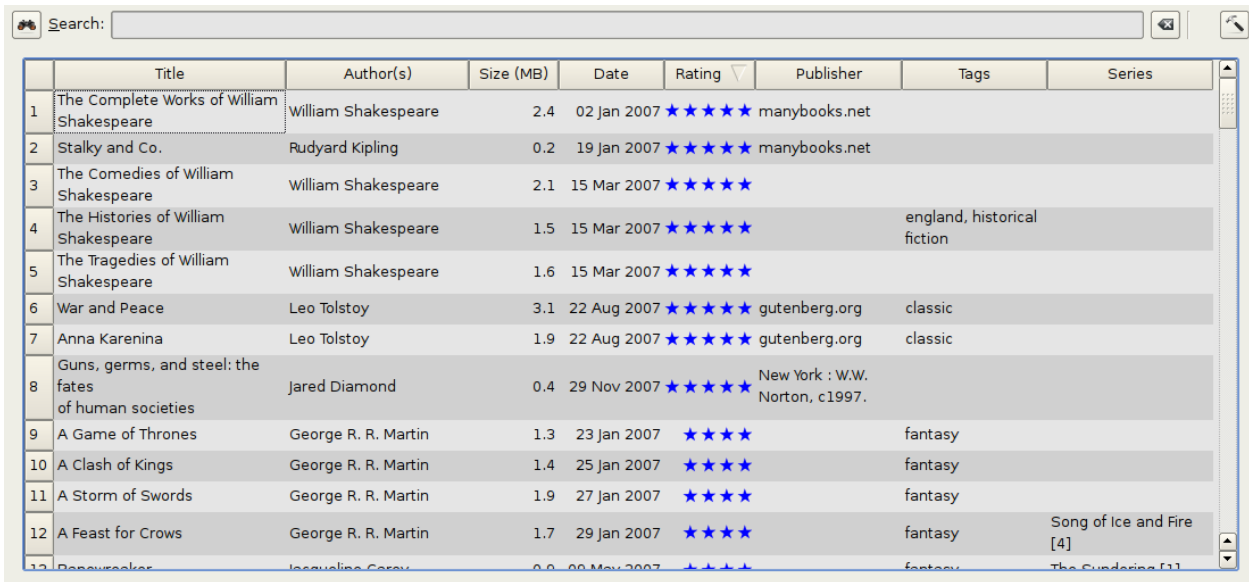 Search:
Title Author(s) Size (MB) Date Rating Publisher Tags Series
1 The Complete Works of William
Shakespeare William Shakespeare 2.4 02 Jan 2007 ★★★★★ manybooks.net
2 Stalky and Co. Rudyard Kipling 0.2 19 Jan 2007 ★★★★★ manybooks.net
3 The Comedies of William
Shakespeare William Shakespeare 2.1 15 Mar 2007 ★★★★★
4 The Histories of William
Shakespeare William Shakespeare 1.5 15 Mar 2007 ★★★★★ england, historical
fiction
5 The Tragedies of William
Shakespeare William Shakespeare 1.6 15 Mar 2007 ★★★★★
6 War and Peace Leo Tolstoy 3.1 22 Aug 2007 ★★★★★ gutenberg.org classic
7 Anna Karenina Leo Tolstoy 1.9 22 Aug 2007 ★★★★★ gutenberg.org classic
8 Guns, germs, and steel: the
fates
of human societies Jared Diamond 0.4 29 Nov 2007 ★★★★★ New York : W.W.
Norton, c1997.
9 A Game of Thrones George R. R. Martin 1.3 23 Jan 2007 ★★★★ fantasy
10 A Clash of Kings George R. R. Martin 1.4 25 Jan 2007 ★★★★ fantasy
11 A Storm of Swords George R. R. Martin 1.9 27 Jan 2007 ★★★★ fantasy
12 A Feast for Crows George R. R. Martin 1.7 29 Jan 2007 ★★★★ fantasy Song of Ice and Fire
[4]